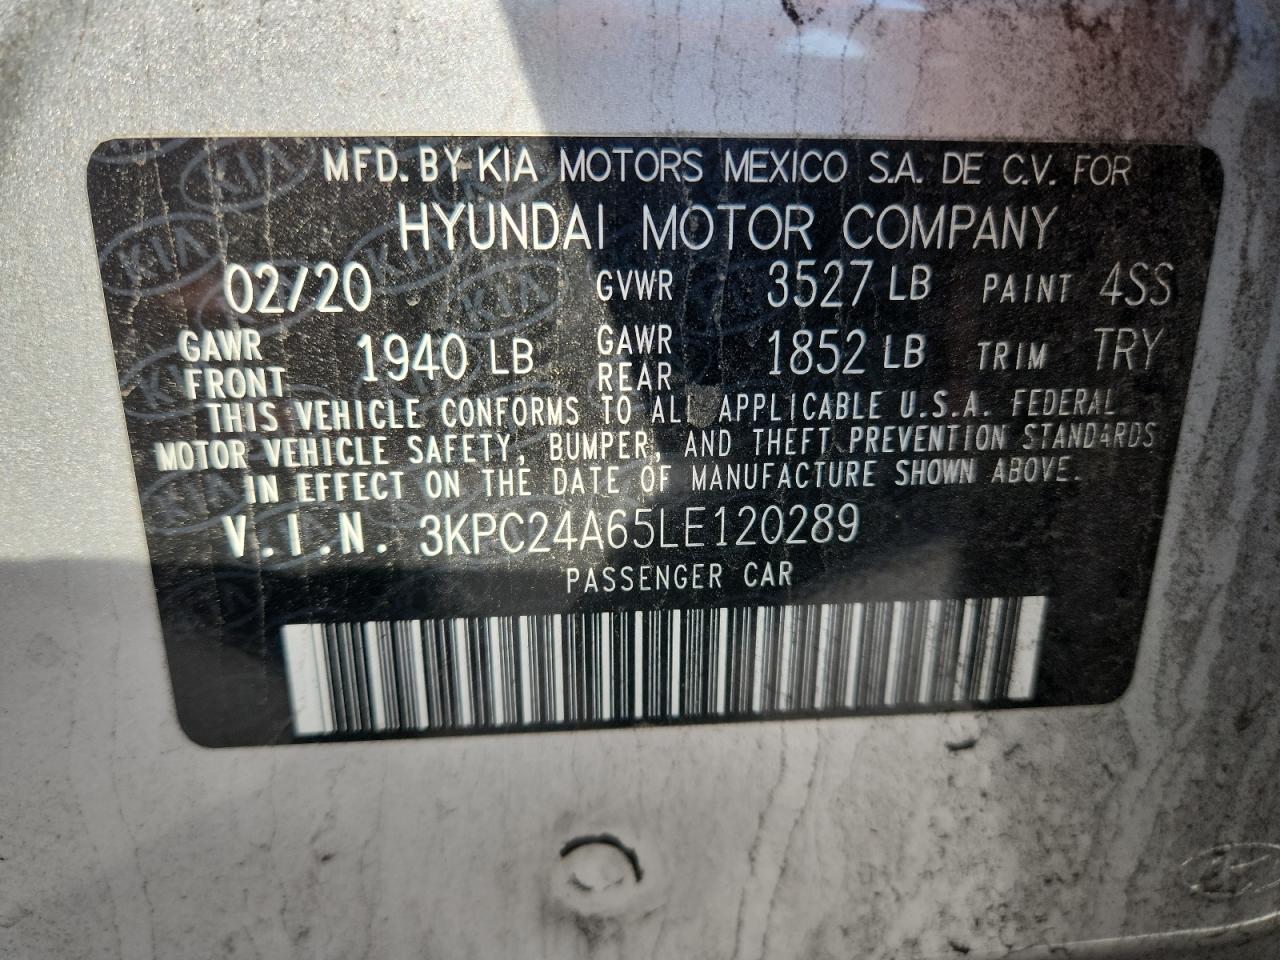 MFD. BY KIA MOTORS MEXICO S.A. DE C.V. FOR
HYUNDAI MOTOR COMPANY
02/20 GVWR 3527 LB PAINT 4SS
GAWR FRONT 1940 LB GAWR REAR 1852 LB TRIM TRY
THIS VEHICLE CONFORMS TO ALL APPLICABLE U.S.A. FEDERAL
MOTOR VEHICLE SAFETY, BUMPER, AND THEFT PREVENTION STANDARDS
IN EFFECT ON THE DATE OF MANUFACTURE SHOWN ABOVE.
V.I.N. 3KPC24A65LE120289
PASSENGER CAR